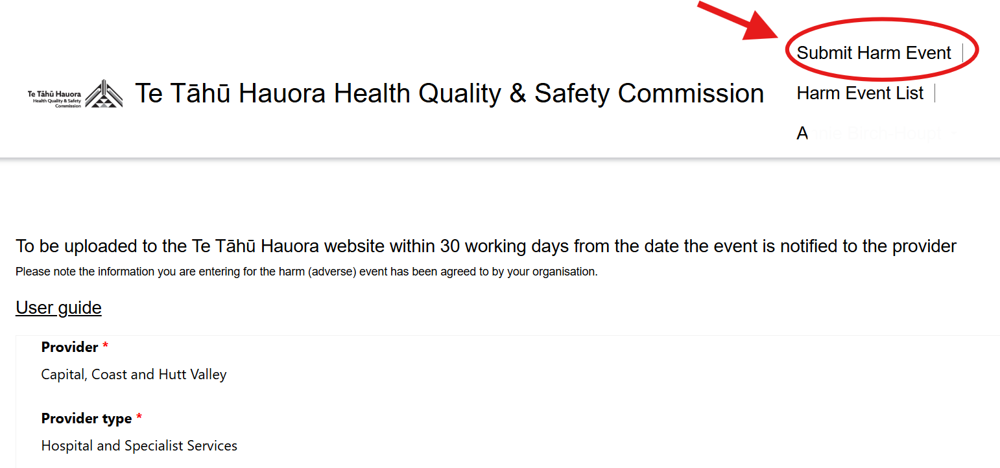 Submit Harm Event
Te Tāhū Hauora
Health Quality & Safety
Commission
Te Tāhū Hauora Health Quality & Safety Commission
Harm Event List
A
To be uploaded to the Te Tāhū Hauora website within 30 working days from the date the event is notified to the provider
Please note the information you are entering for the harm (adverse) event has been agreed to by your organisation.
User guide
Provider *
Capital, Coast and Hutt Valley
Provider type *
Hospital and Specialist Services